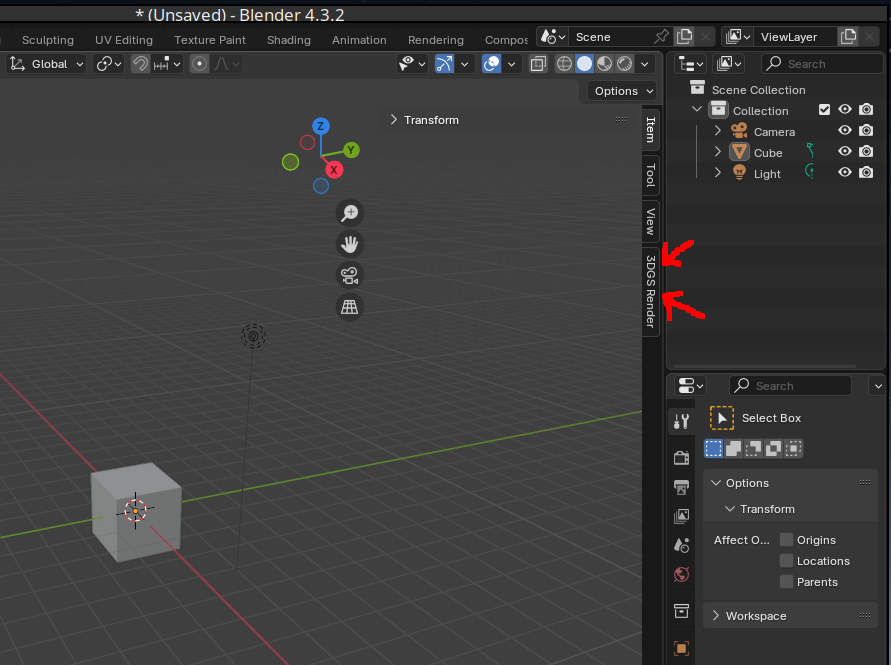 * (Unsaved) - Blender 4.3.2
Sculpting UV Editing Texture Paint Shading Animation Rendering Compos
Scene
ViewLayer
Global
Options
Search
Transform
Z
Y
X
Item
Tool
View
3DGS Render
Scene Collection
Collection
Camera
Cube
Light
Search
Select Box
Options
Transform
Affect O... Origins
Locations
Parents
Workspace